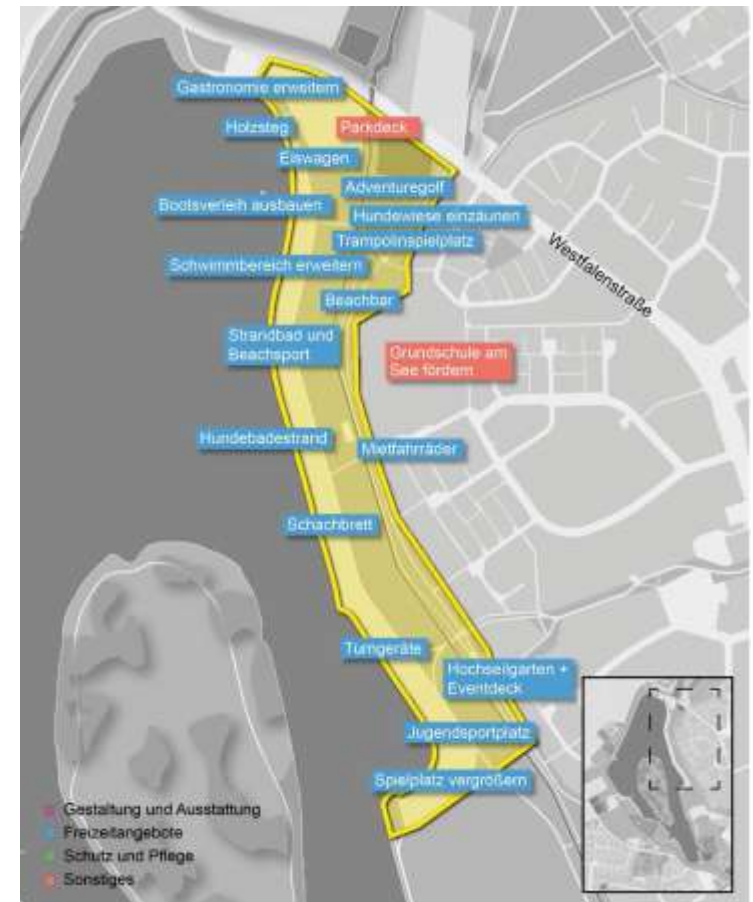 Gastronomie erweitern
Holzsteg
Parkdeck
Eiswagen
Adventuregolf
Bootsverleih ausbauen
Hundewiese einzäunen
Trampolinspielplatz
Westfalenstraße
Schwimmbereich erweitern
Beachbar
Strandbad und
Beachsport
Grundschule am
See fördern
Hundebadestrand
Mietfahrräder
Schachbrett
Turngeräte
Hochseilgarten +
Eventdeck
Jugendsportplatz
Spielplatz vergrößern
Gestaltung und Ausstattung
Freizeitangebote
Schutz und Pflege
Sonstiges